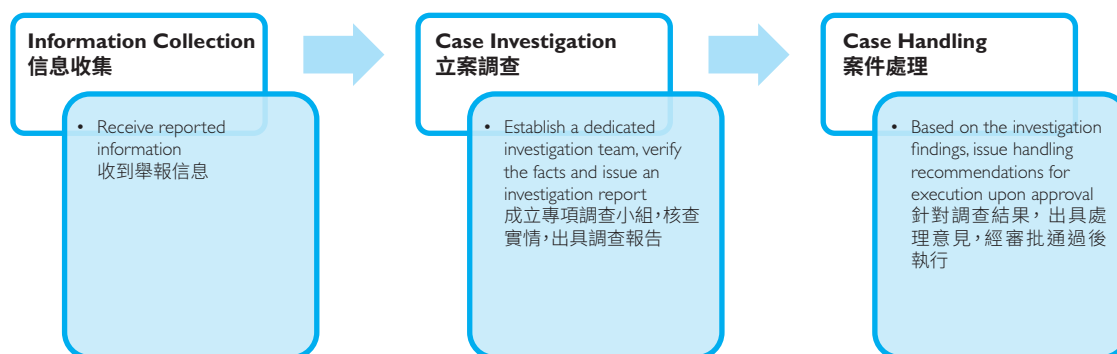 Information Collection
信息收集
• Receive reported
information
收到舉報信息
Case Investigation
立案調查
• Establish a dedicated
investigation team, verify
the facts and issue an
investigation report
成立專項調查小組，核查
實情，出具調查報告
Case Handling
案件處理
• Based on the investigation
findings, issue handling
recommendations for
execution upon approval
針對調查結果，出具處
理意見，經審批通過後
執行